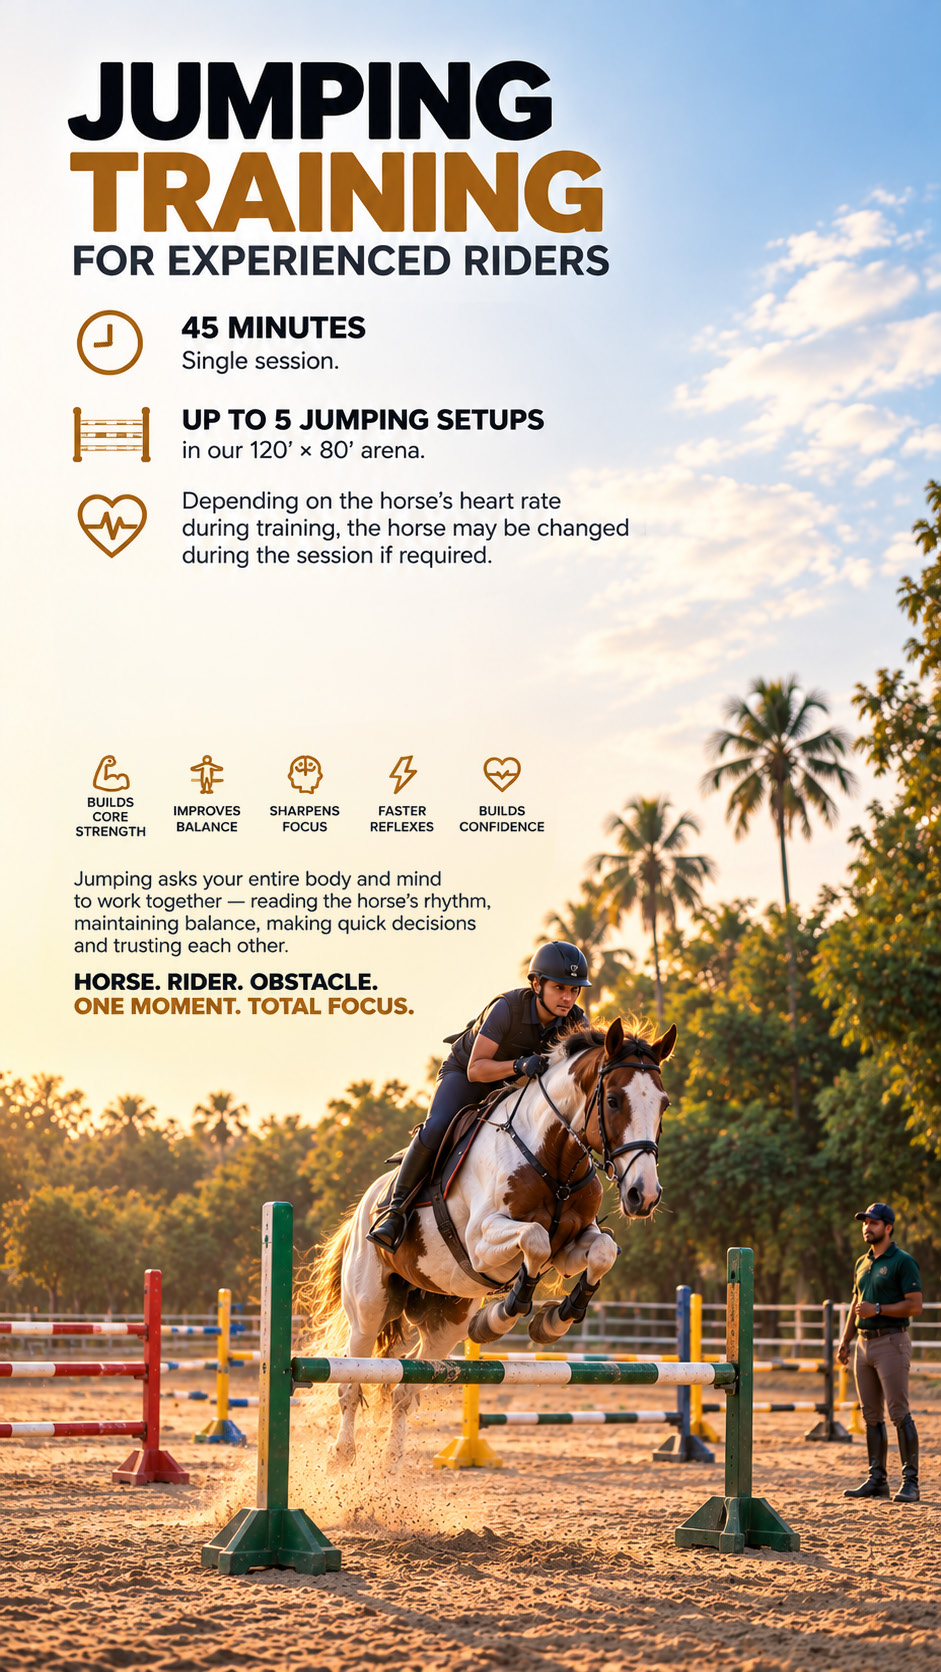 JUMPING
TRAINING
FOR EXPERIENCED RIDERS
45 MINUTES
Single session.
UP TO 5 JUMPING SETUPS
in our 120’ × 80’ arena.
Depending on the horse’s heart rate
during training, the horse may be changed
during the session if required.
BUILDS
CORE
STRENGTH
IMPROVES
BALANCE
SHARPENS
FOCUS
FASTER
REFLEXES
BUILDS
CONFIDENCE
Jumping asks your entire body and mind
to work together — reading the horse’s rhythm,
maintaining balance, making quick decisions
and trusting each other.
HORSE. RIDER. OBSTACLE.
ONE MOMENT. TOTAL FOCUS.